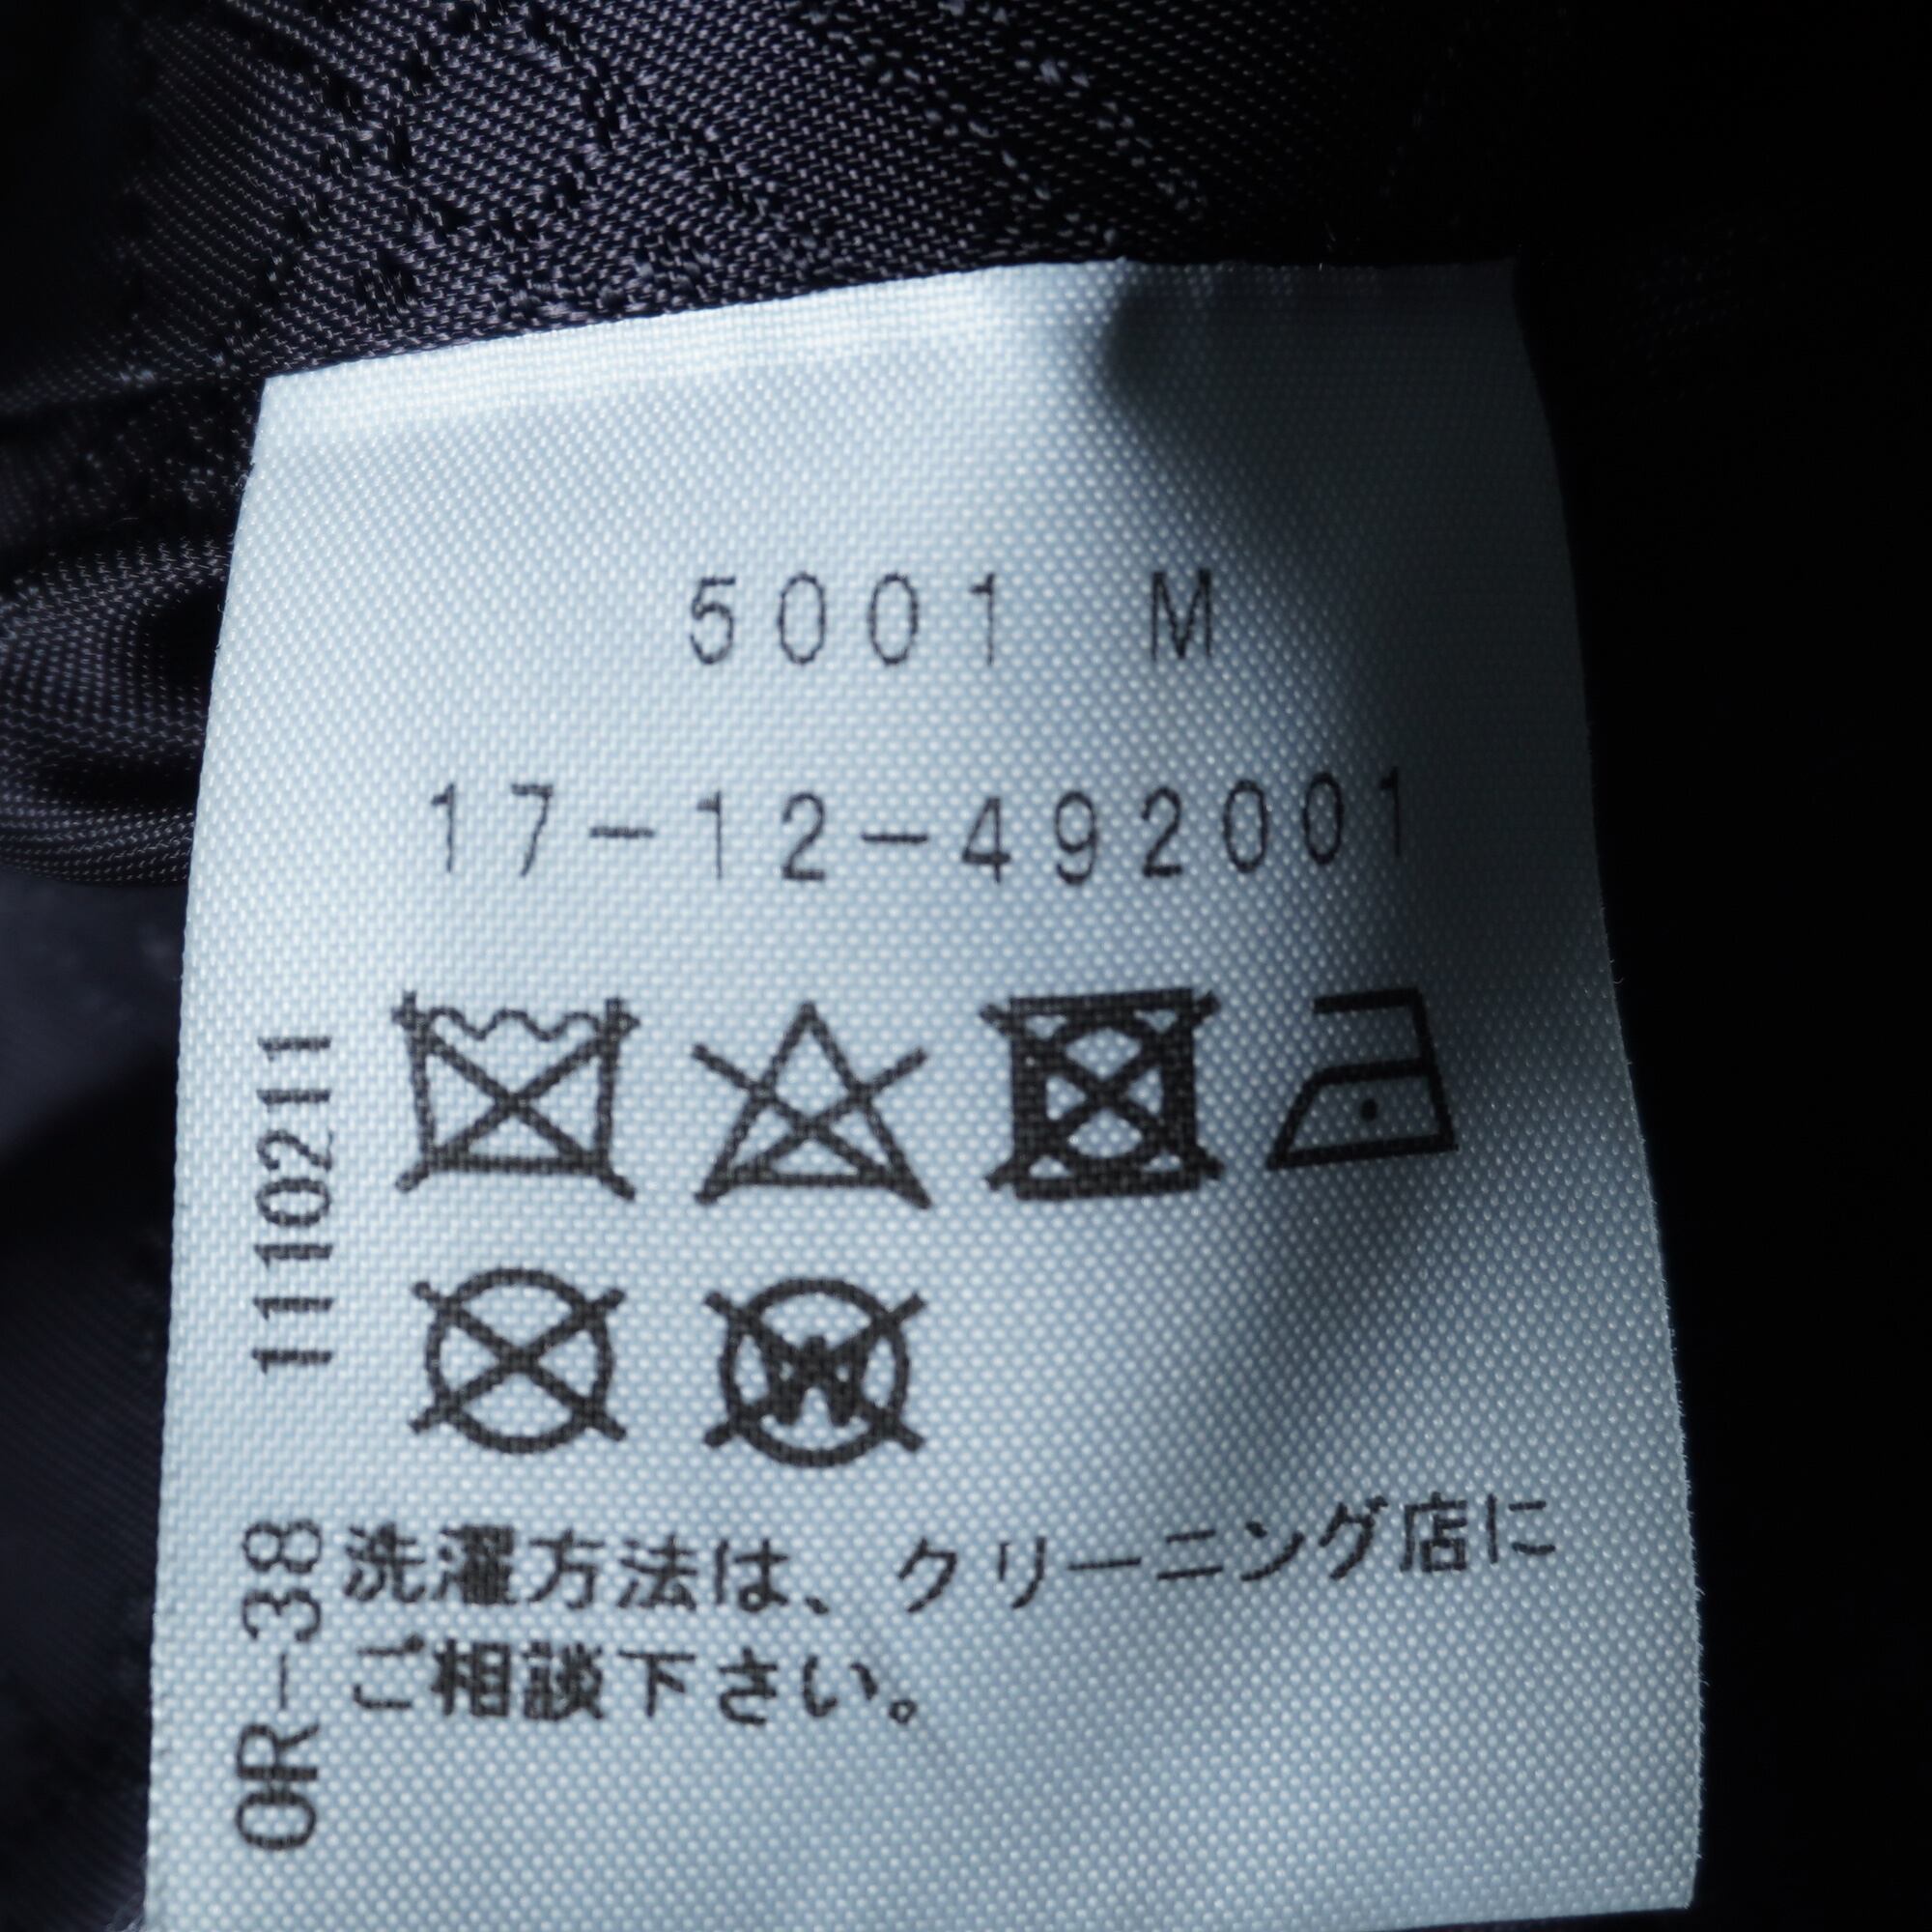 5001 M
17-12-492001
W
洗濯方法は、クリーニング店に
ご相談下さい。
OR-38 1110211